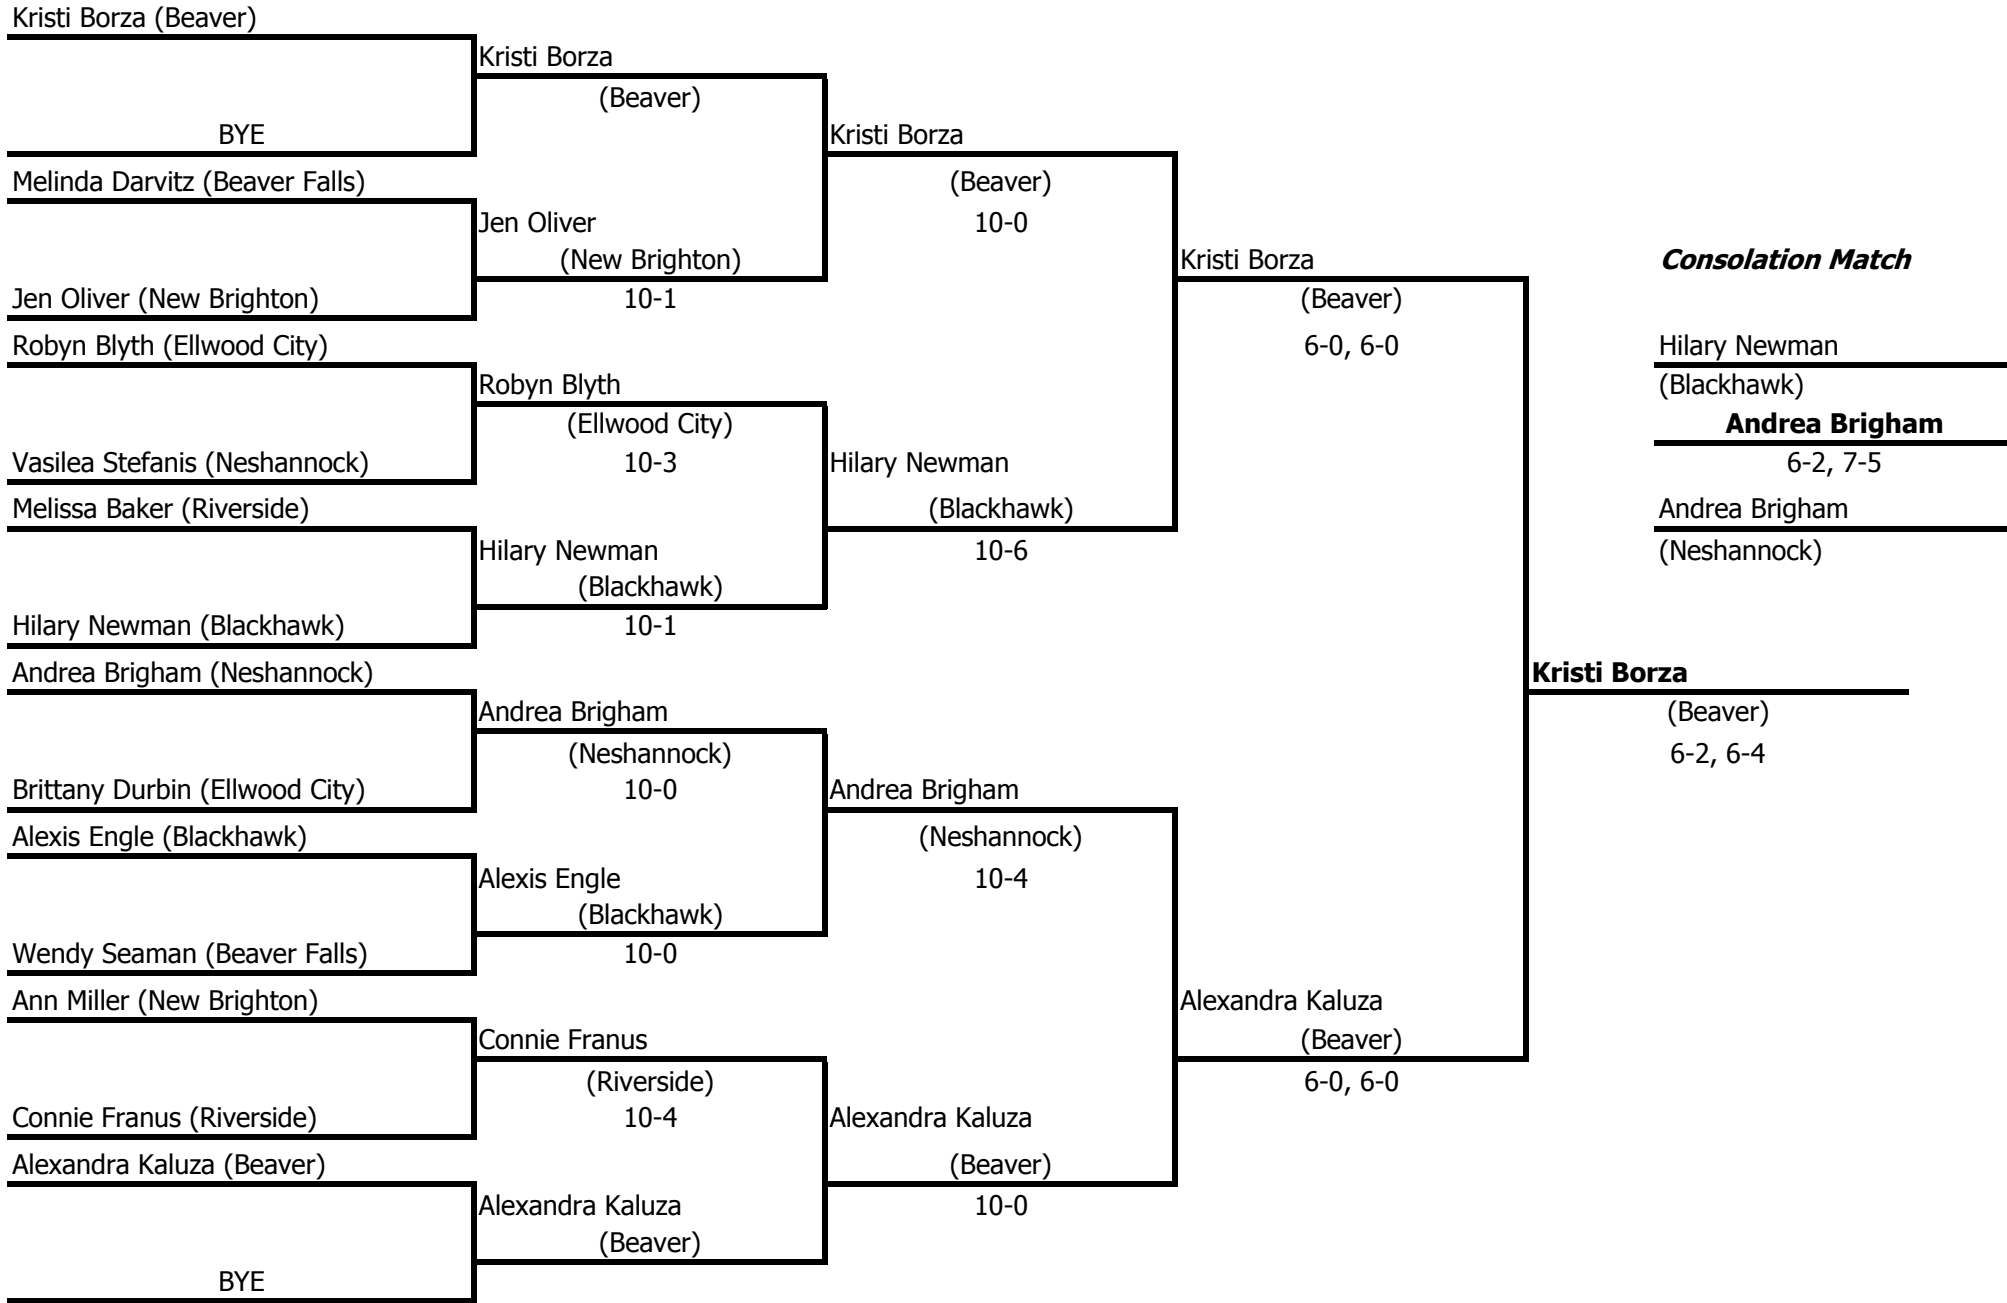 Kristi Borza (Beaver)
BYE
Melinda Darvitz (Beaver Falls)
Jen Oliver (New Brighton)
Robyn Blyth (Ellwood City)
Vasilea Stefanis (Neshannock)
Melissa Baker (Riverside)
Hilary Newman (Blackhawk)
Andrea Brigham (Neshannock)
Brittany Durbin (Ellwood City)
Alexis Engle (Blackhawk)
Wendy Seaman (Beaver Falls)
Ann Miller (New Brighton)
Connie Franus (Riverside)
Alexandra Kaluza (Beaver)
BYE
Kristi Borza
(Beaver)
Jen Oliver
(New Brighton)
10-1
Robyn Blyth
(Ellwood City)
10-3
Hilary Newman
(Blackhawk)
10-1
Andrea Brigham
(Neshannock)
10-0
Alexis Engle
(Blackhawk)
10-0
Connie Franus
(Riverside)
10-4
Alexandra Kaluza
(Beaver)
Kristi Borza
(Beaver)
10-0
Hilary Newman
(Blackhawk)
10-6
Andrea Brigham
(Neshannock)
10-4
Alexandra Kaluza
(Beaver)
10-0
Kristi Borza
(Beaver)
6-0, 6-0
Alexandra Kaluza
(Beaver)
6-0, 6-0
Kristi Borza
(Beaver)
6-2, 6-4
Consolation Match
Hilary Newman
(Blackhawk)
Andrea Brigham
6-2, 7-5
Andrea Brigham
(Neshannock)